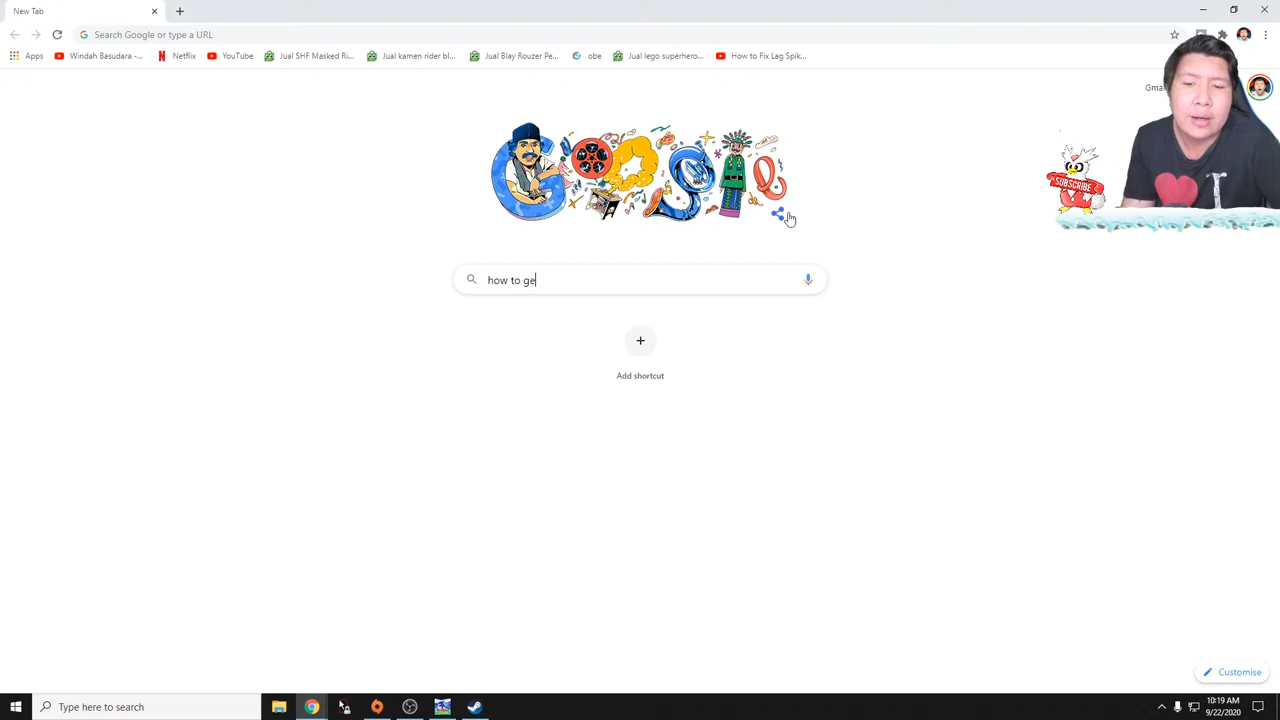 New Tab
Search Google or type a URL
Apps
Windah Basudara -...
Netflix
YouTube
Jual SHF Masked Ri...
Jual kamen rider bl...
Jual Blay Rouzer Pe...
obe
Jual lego superhero...
How to Fix Lag Spik...
Gma
SUBSCRIBE
how to ge
Add shortcut
Customise
Type here to search
10:19 AM
9/22/2020